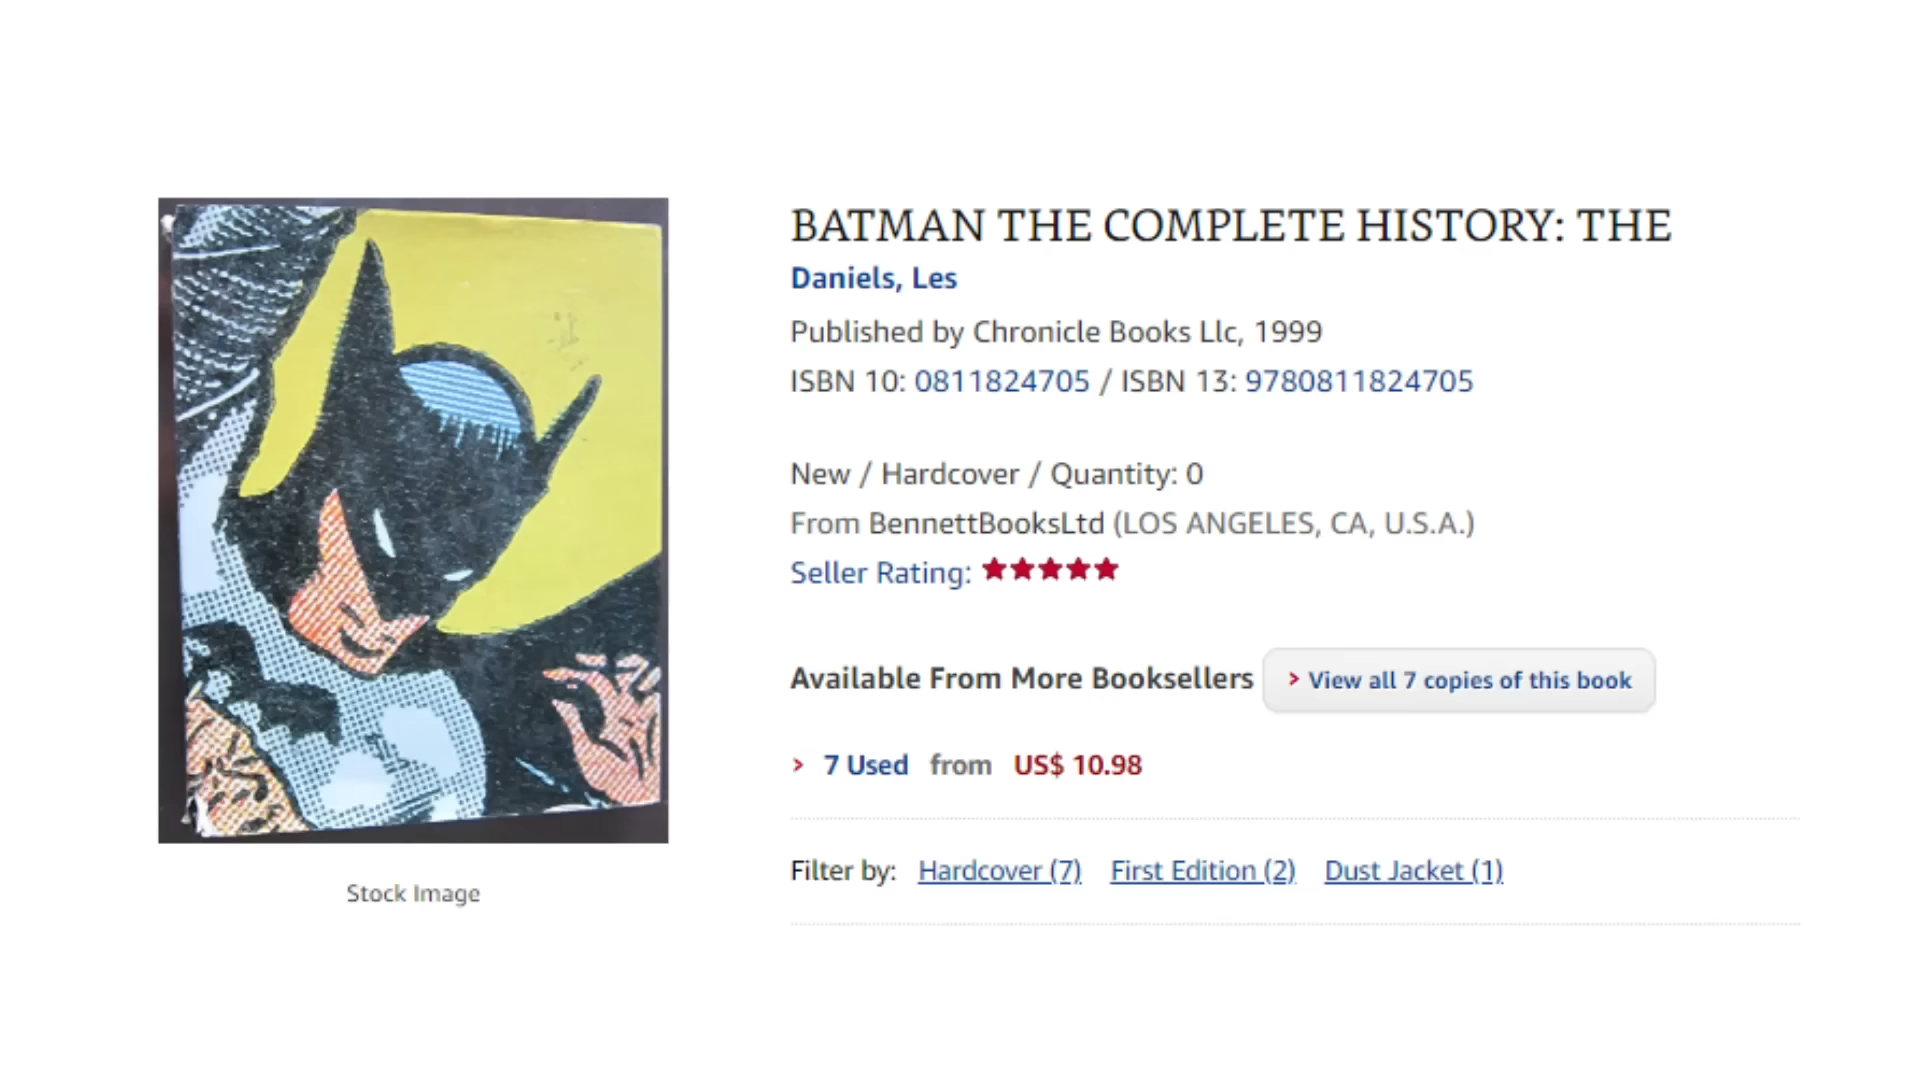 BATMAN THE COMPLETE HISTORY: THE
Daniels, Les
Published by Chronicle Books Llc, 1999
ISBN 10: 0811824705 / ISBN 13: 9780811824705
New / Hardcover / Quantity: 0
From BennettBooksLtd (LOS ANGELES, CA, U.S.A.)
Seller Rating:
Available From More Booksellers
› View all 7 copies of this book
› 7 Used from US$ 10.98
Filter by: Hardcover (7) First Edition (2) Dust Jacket (1)
Stock Image